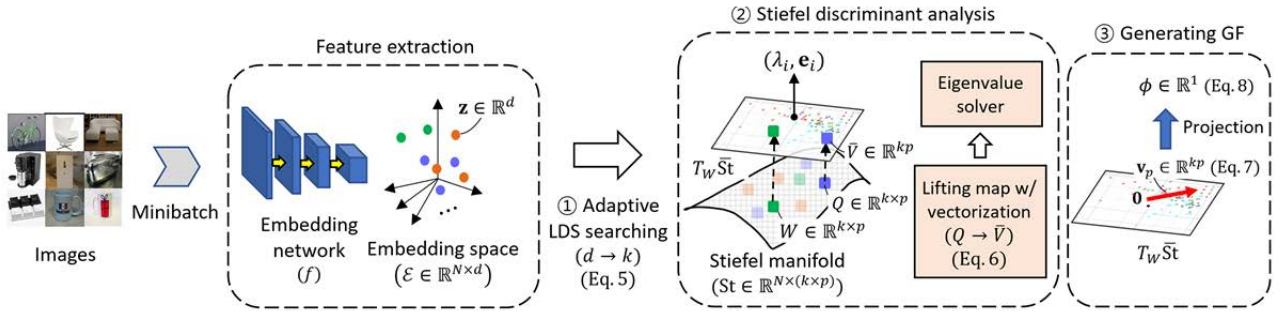 Images
Minibatch
Feature extraction
𝐳 ∈ ℝ^d
Embedding
network
(f)
...
Embedding space
(ℰ ∈ ℝ^{N×d})
① Adaptive
LDS searching
(d → k)
(Eq. 5)
② Stiefel discriminant analysis
(λ_i, 𝐞_i)
T_W S̄t
V̄ ∈ ℝ^{kp}
Q ∈ ℝ^{k×p}
W ∈ ℝ^{k×p}
Stiefel manifold
(St ∈ ℝ^{N×(k×p)})
Eigenvalue
solver
Lifting map w/
vectorization
(Q → V̄)
(Eq. 6)
③ Generating GF
ϕ ∈ ℝ^1 (Eq. 8)
Projection
𝐯_p ∈ ℝ^{kp} (Eq. 7)
𝟎
T_W S̄t